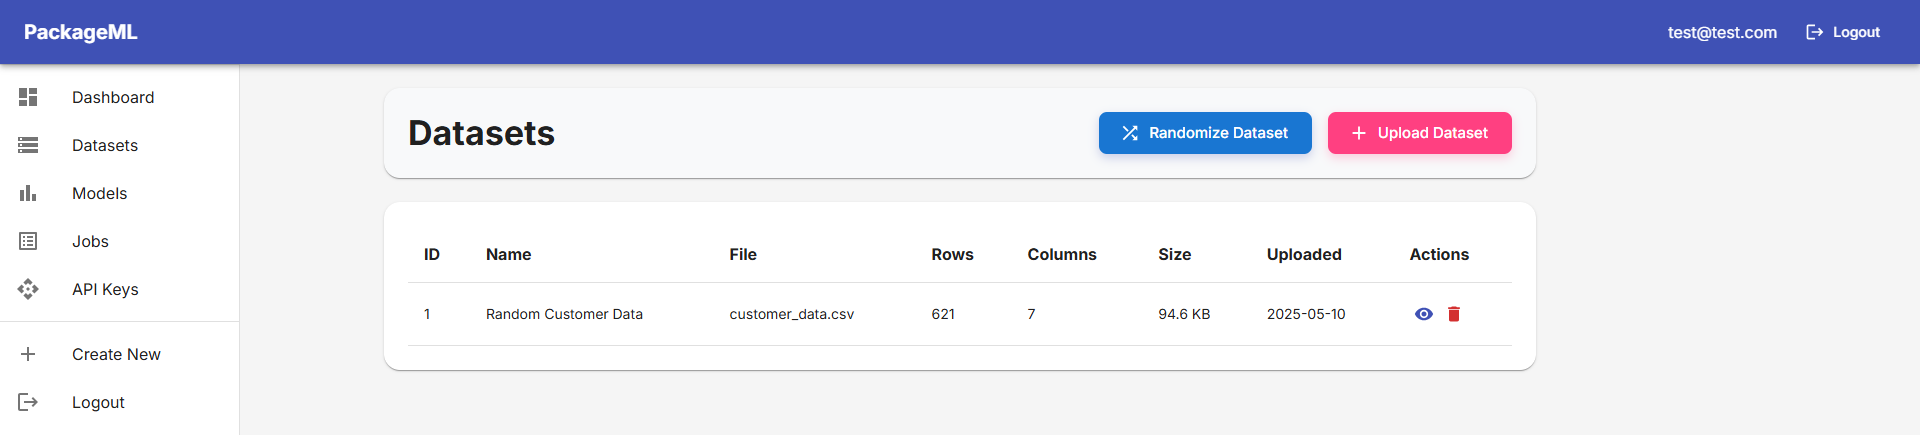 PackageML
test@test.com
Logout
Dashboard
Datasets
Models
Jobs
API Keys
Create New
Logout
Datasets
Randomize Dataset
Upload Dataset
ID Name File Rows Columns Size Uploaded Actions
1 Random Customer Data customer_data.csv 621 7 94.6 KB 2025-05-10